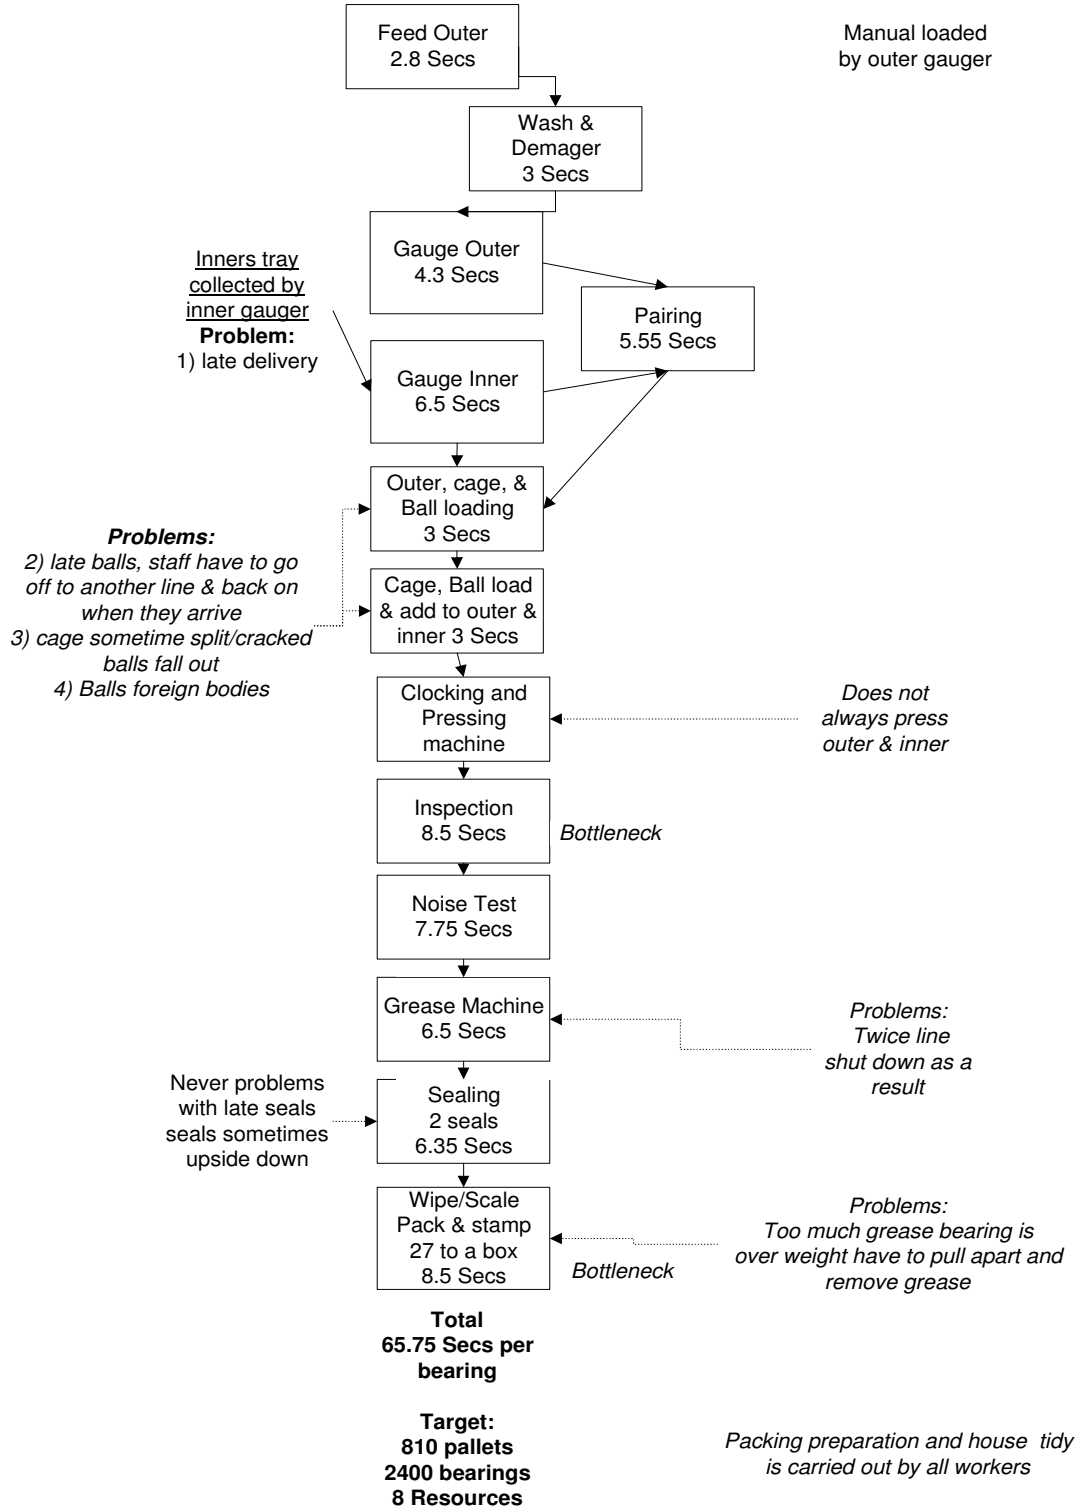 Feed Outer
2.8 Secs
Manual loaded
by outer gauger
Wash &
Demager
3 Secs
Gauge Outer
4.3 Secs
Inners tray
collected by
inner gauger
Problem:
1) late delivery
Pairing
5.55 Secs
Gauge Inner
6.5 Secs
Outer, cage, &
Ball loading
3 Secs
Problems:
2) late balls, staff have to go
off to another line & back on
when they arrive
3) cage sometime split/cracked
balls fall out
4) Balls foreign bodies
Cage, Ball load
& add to outer &
inner 3 Secs
Clocking and
Pressing
machine
Does not
always press
outer & inner
Inspection
8.5 Secs
Bottleneck
Noise Test
7.75 Secs
Grease Machine
6.5 Secs
Problems:
Twice line
shut down as a
result
Never problems
with late seals
seals sometimes
upside down
Sealing
2 seals
6.35 Secs
Wipe/Scale
Pack & stamp
27 to a box
8.5 Secs
Bottleneck
Problems:
Too much grease bearing is
over weight have to pull apart and
remove grease
Total
65.75 Secs per
bearing
Target:
810 pallets
2400 bearings
8 Resources
Packing preparation and house tidy
is carried out by all workers